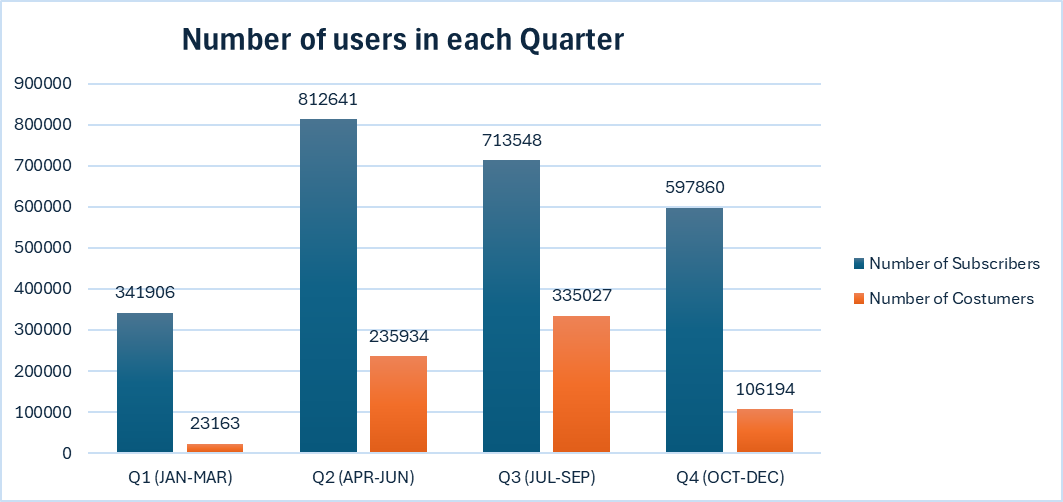 Number of users in each Quarter
900000
800000
700000
600000
500000
400000
300000
200000
100000
0
341906
23163
812641
235934
713548
335027
597860
106194
Q1 (JAN-MAR)
Q2 (APR-JUN)
Q3 (JUL-SEP)
Q4 (OCT-DEC)
Number of Subscribers
Number of Costumers